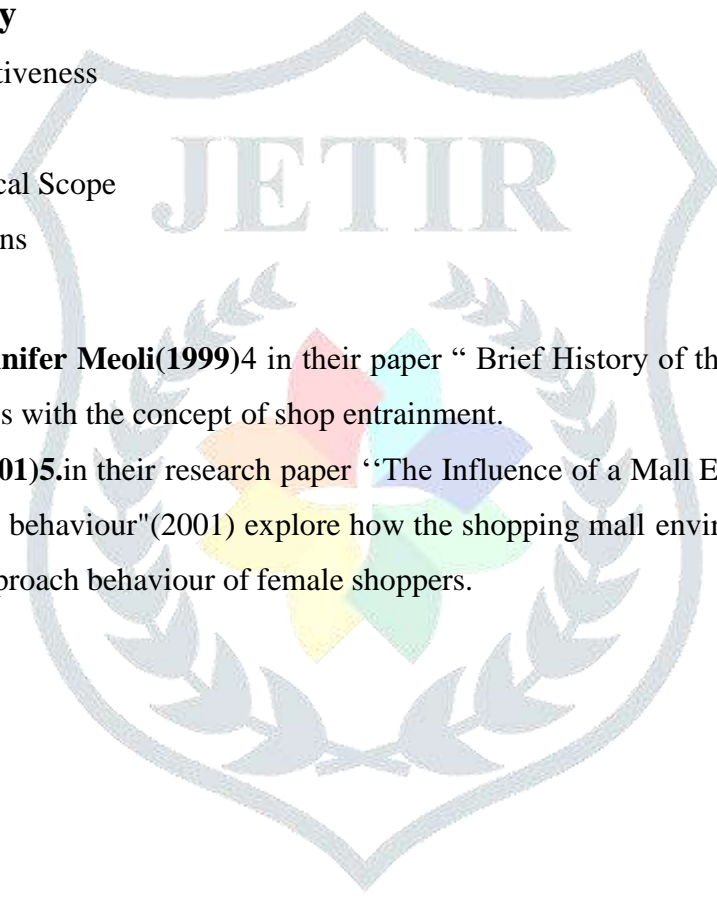 y
tiveness
JETIR
cal Scope
ns
nnifer Meoli(1999)4 in their paper “ Brief History of th
s with the concept of shop entrainment.
01)5.in their research paper ‘‘The Influence of a Mall E
behaviour"(2001) explore how the shopping mall envir
proach behaviour of female shoppers.